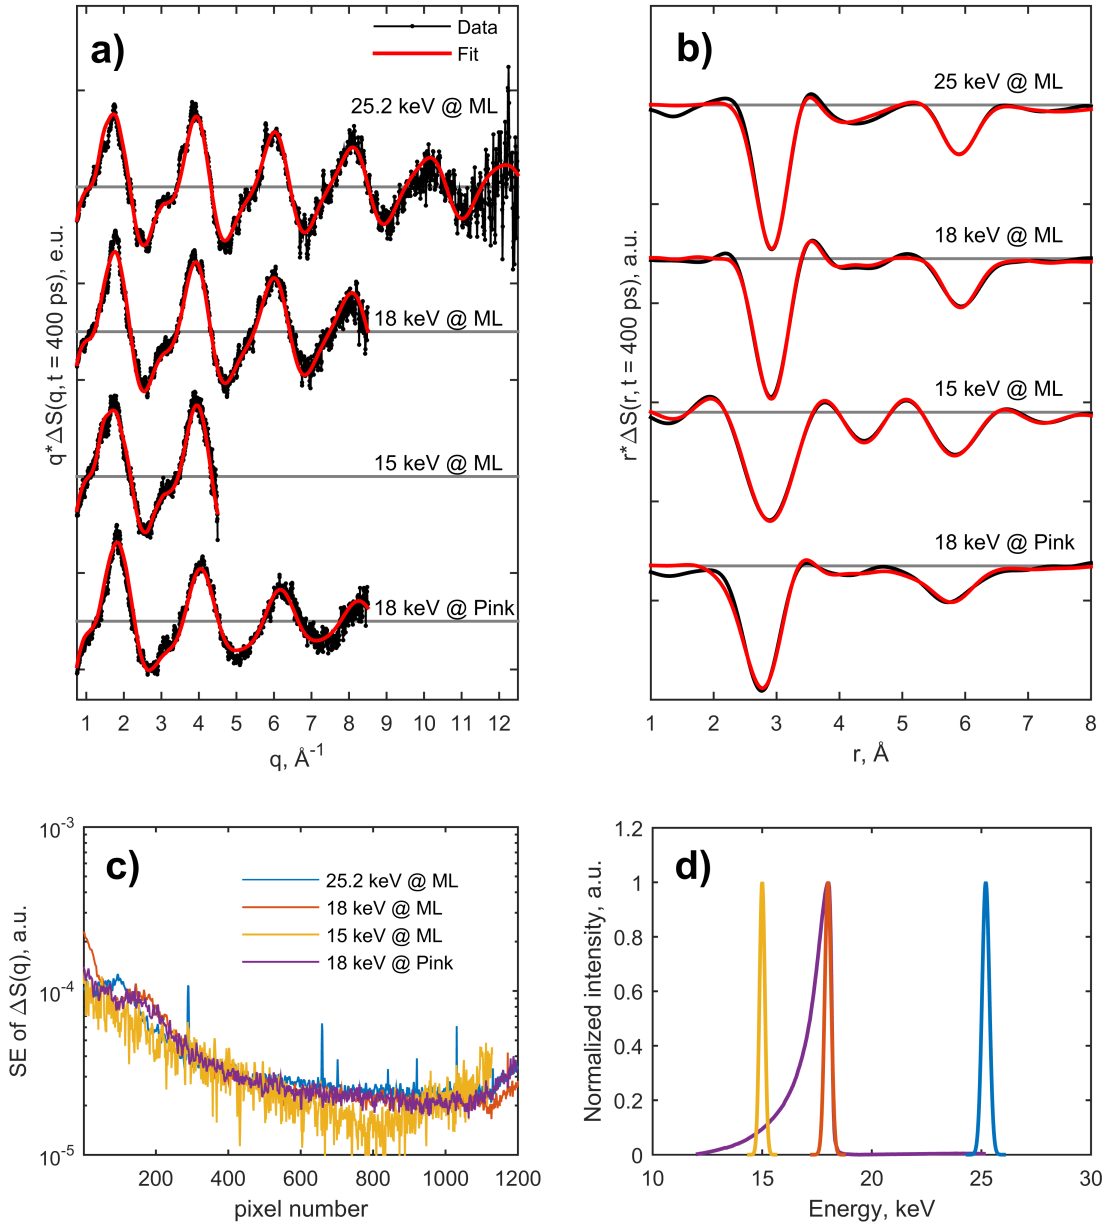 a)
Data
Fit
25.2 keV @ ML
18 keV @ ML
15 keV @ ML
18 keV @ Pink
q*ΔS(q, t = 400 ps), e.u.
1 2 3 4 5 6 7 8 9 10 11 12
q, Å⁻¹
b)
25 keV @ ML
18 keV @ ML
15 keV @ ML
18 keV @ Pink
r*ΔS(r, t = 400 ps), a.u.
1 2 3 4 5 6 7 8
r, Å
c)
25.2 keV @ ML
18 keV @ ML
15 keV @ ML
18 keV @ Pink
10⁻³
10⁻⁴
10⁻⁵
SE of ΔS(q), a.u.
200 400 600 800 1000 1200
pixel number
d)
1.2
1
0.8
0.6
0.4
0.2
0
Normalized intensity, a.u.
10 15 20 25 30
Energy, keV